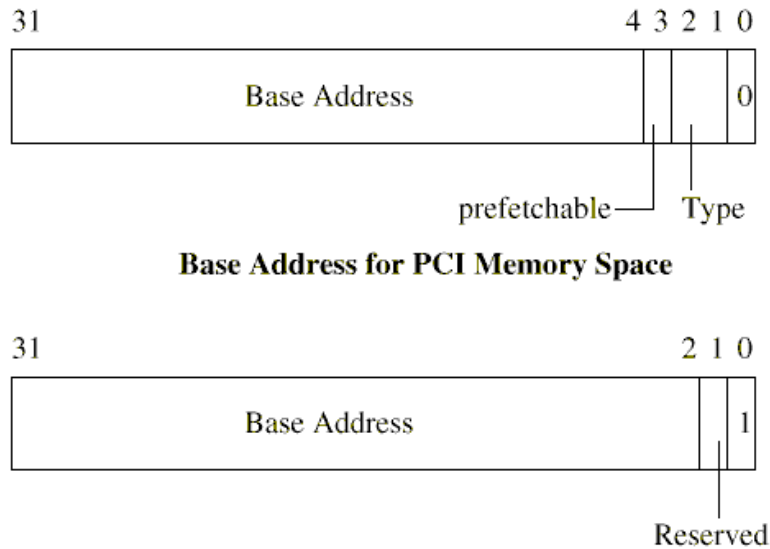 31 4 3 2 1 0
Base Address 0
prefetchable Type
Base Address for PCI Memory Space
31 2 1 0
Base Address 1
Reserved